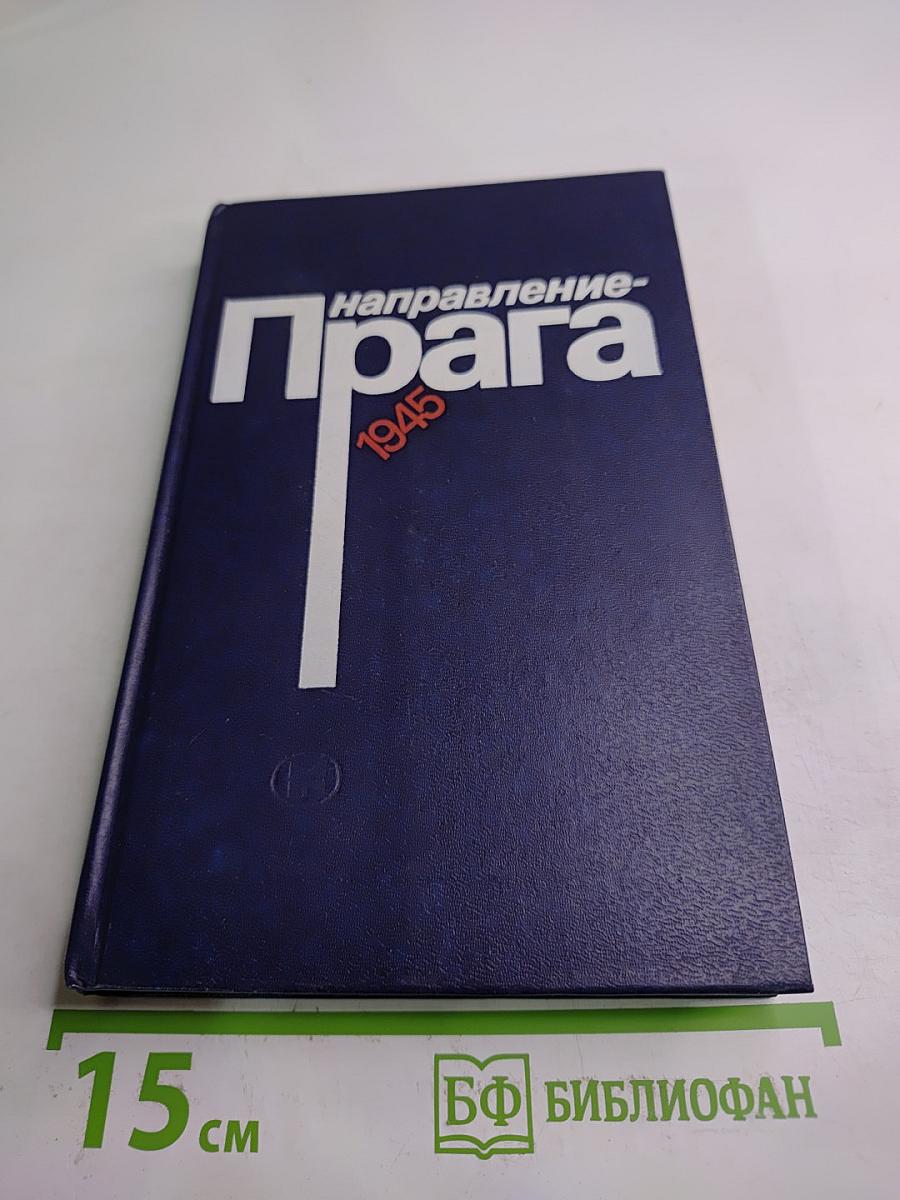 направление-
Прага
1945
15 см
БФ БИБЛИОФАН